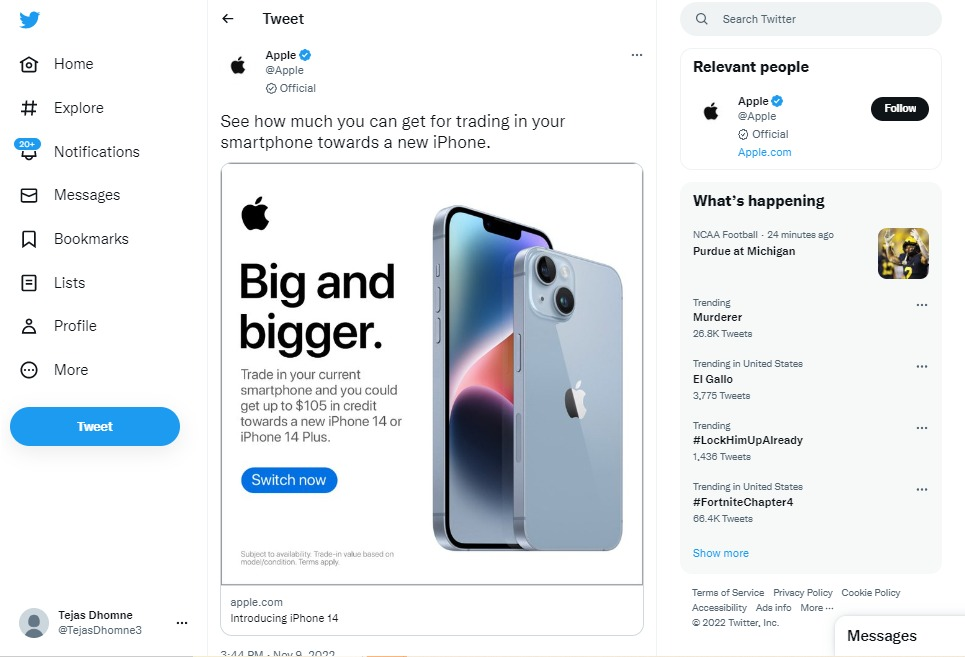 Home
Explore
20+
Notifications
Messages
Bookmarks
Lists
Profile
More
Tweet
Tejas Dhomne
@TejasDhomne3
Tweet
Apple
@Apple
Official
See how much you can get for trading in your
smartphone towards a new iPhone.
Big and
bigger.
Trade in your current
smartphone and you could
get up to $105 in credit
towards a new iPhone 14 or
iPhone 14 Plus.
Switch now
Subject to availability. Trade-in value based on
model/condition. Terms apply.
apple.com
Introducing iPhone 14
3:44 PM · Nov 9, 2022
Search Twitter
Relevant people
Apple
@Apple
Official
Apple.com
Follow
What's happening
NCAA Football · 24 minutes ago
Purdue at Michigan
Trending
Murderer
26.8K Tweets
Trending in United States
El Gallo
3,775 Tweets
Trending
#LockHimUpAlready
1,436 Tweets
Trending in United States
#FortniteChapter4
66.4K Tweets
Show more
Terms of Service Privacy Policy Cookie Policy
Accessibility Ads info More ···
© 2022 Twitter, Inc.
Messages